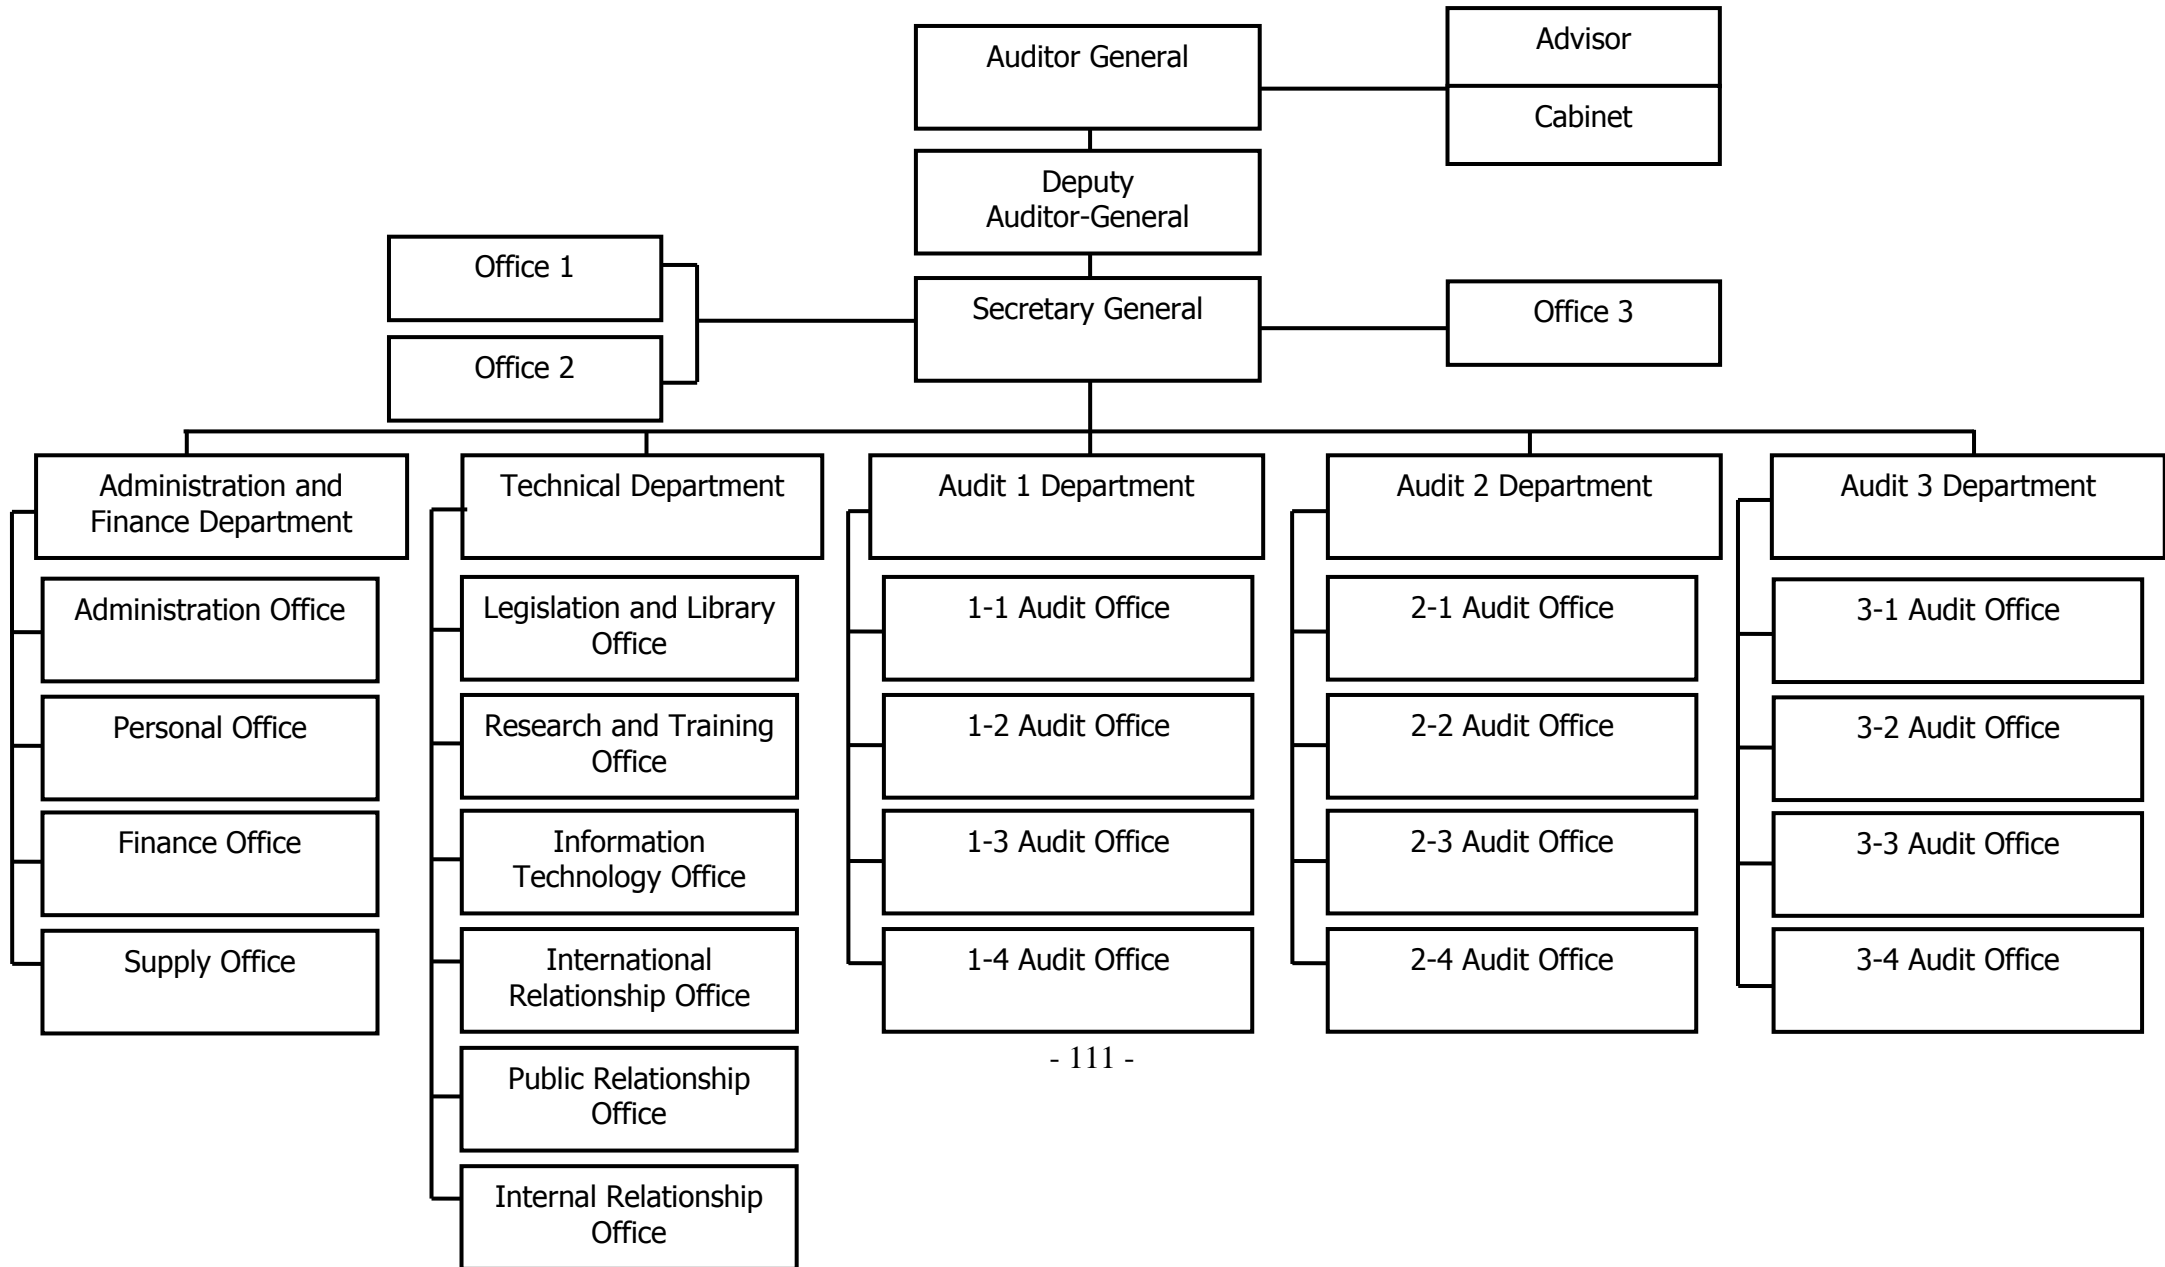 Auditor General
Advisor
Cabinet
Deputy
Auditor-General
Office 1
Office 2
Secretary General
Office 3
Administration and
Finance Department
Administration Office
Personal Office
Finance Office
Supply Office
Technical Department
Legislation and Library
Office
Research and Training
Office
Information
Technology Office
International
Relationship Office
Public Relationship
Office
Internal Relationship
Office
Audit 1 Department
1-1 Audit Office
1-2 Audit Office
1-3 Audit Office
1-4 Audit Office
Audit 2 Department
2-1 Audit Office
2-2 Audit Office
2-3 Audit Office
2-4 Audit Office
Audit 3 Department
3-1 Audit Office
3-2 Audit Office
3-3 Audit Office
3-4 Audit Office
- 111 -